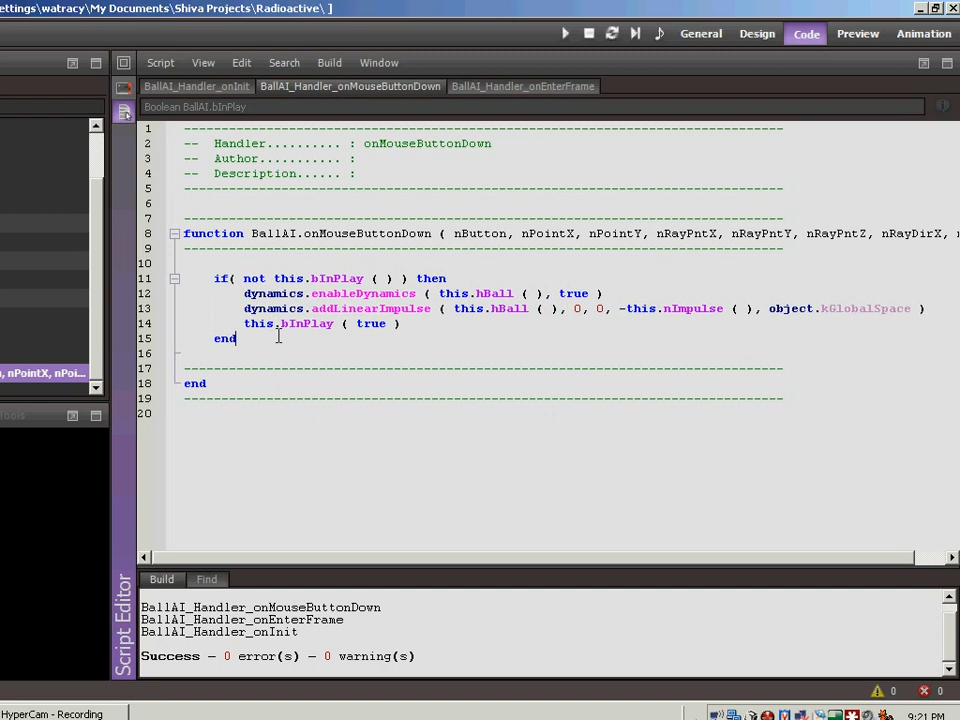 ettings\watracy\My Documents\Shiva Projects\Radioactive\ ]
General Design Code Preview Animation
Script View Edit Search Build Window
BallAI_Handler_onInit BallAI_Handler_onMouseButtonDown BallAI_Handler_onEnterFrame
Boolean BallAI.bInPlay
1 --------------------------------------------------------------------------------
2 -- Handler.......... : onMouseButtonDown
3 -- Author........... :
4 -- Description...... :
5 --------------------------------------------------------------------------------
6
7 --------------------------------------------------------------------------------
8 function BallAI.onMouseButtonDown ( nButton, nPointX, nPointY, nRayPntX, nRayPntY, nRayPntZ, nRayDirX, n
9 --------------------------------------------------------------------------------
10
11 if( not this.bInPlay ( ) ) then
12 dynamics.enableDynamics ( this.hBall ( ), true )
13 dynamics.addLinearImpulse ( this.hBall ( ), 0, 0, -this.nImpulse ( ), object.kGlobalSpace )
14 this.bInPlay ( true )
15 end
16
17 --------------------------------------------------------------------------------
18 end
19 --------------------------------------------------------------------------------
20
, nPointX, nPoi...
ools
Script Editor
Build Find
BallAI_Handler_onMouseButtonDown
BallAI_Handler_onEnterFrame
BallAI_Handler_onInit
Success - 0 error(s) - 0 warning(s)
0 0
HyperCam - Recording
9:21 PM